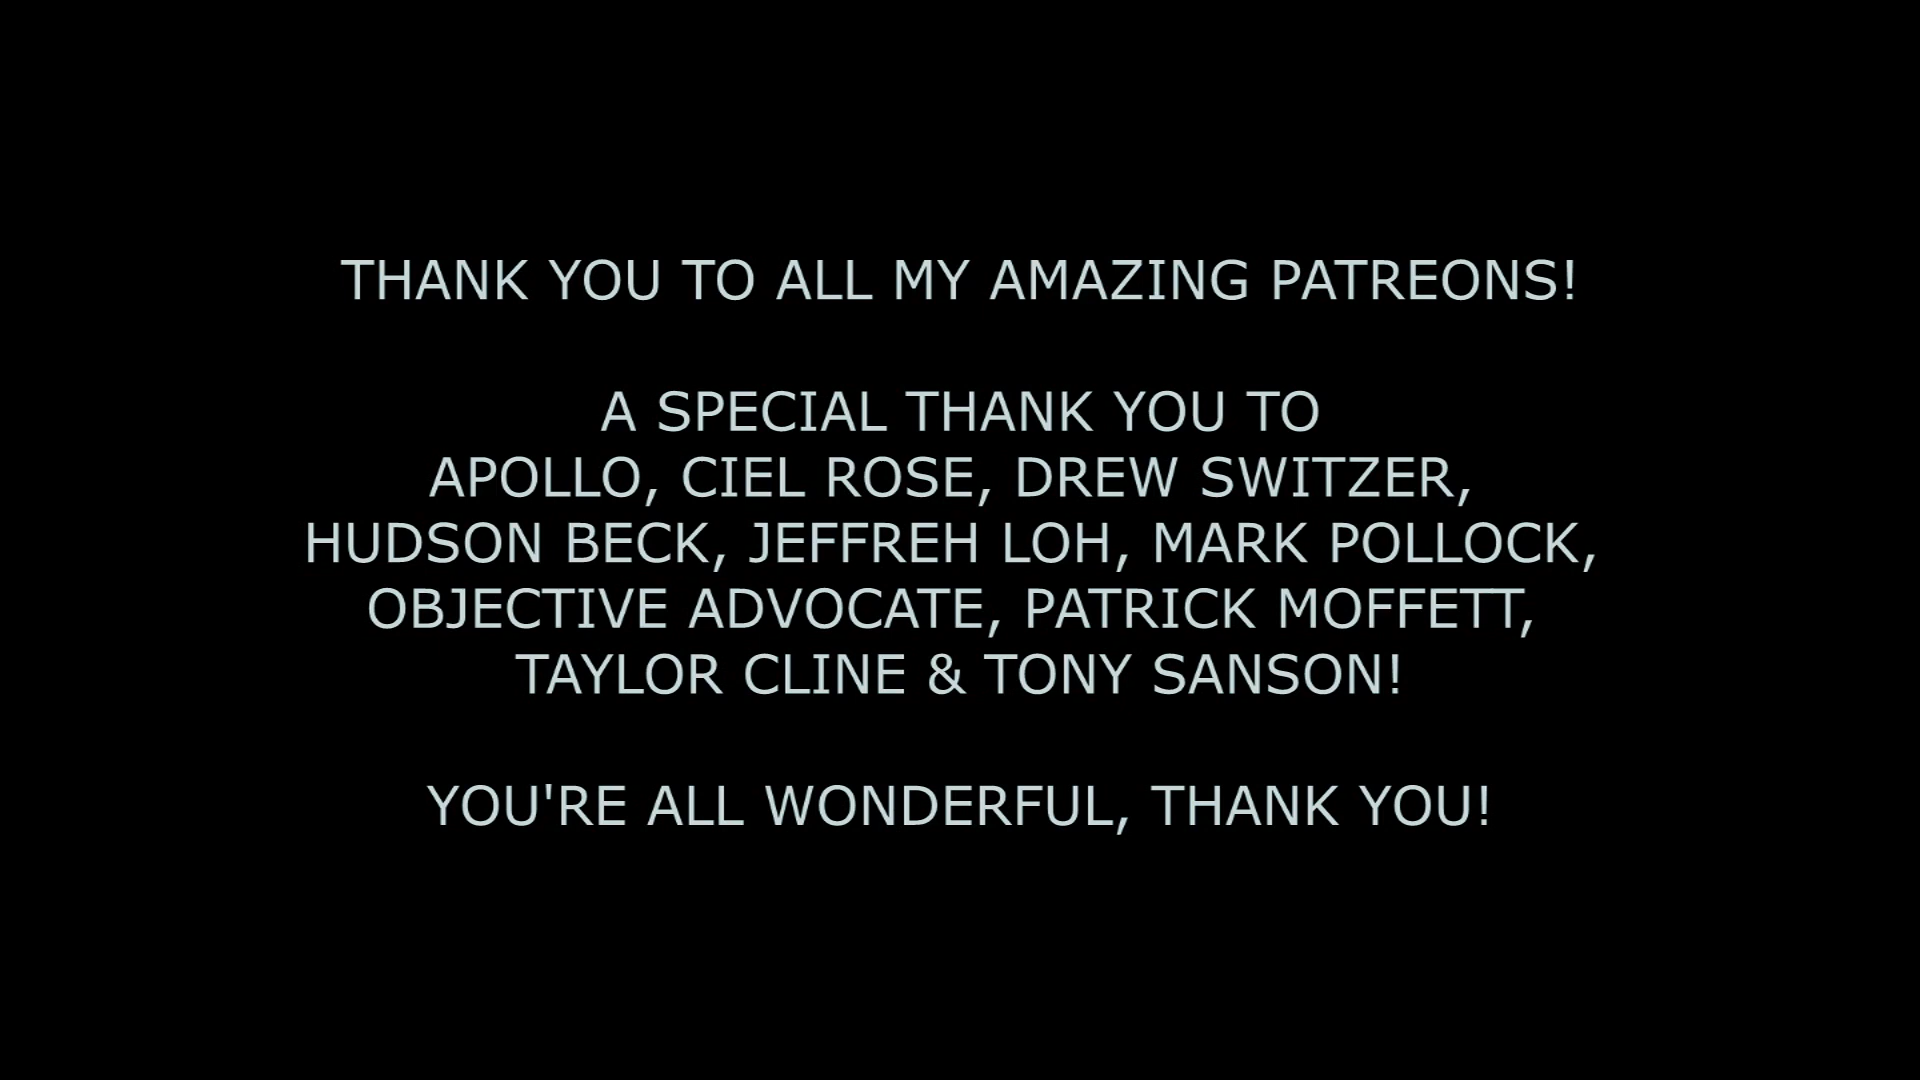 THANK YOU TO ALL MY AMAZING PATREONS!
A SPECIAL THANK YOU TO
APOLLO, CIEL ROSE, DREW SWITZER,
HUDSON BECK, JEFFREH LOH, MARK POLLOCK,
OBJECTIVE ADVOCATE, PATRICK MOFFETT,
TAYLOR CLINE & TONY SANSON!
YOU'RE ALL WONDERFUL, THANK YOU!